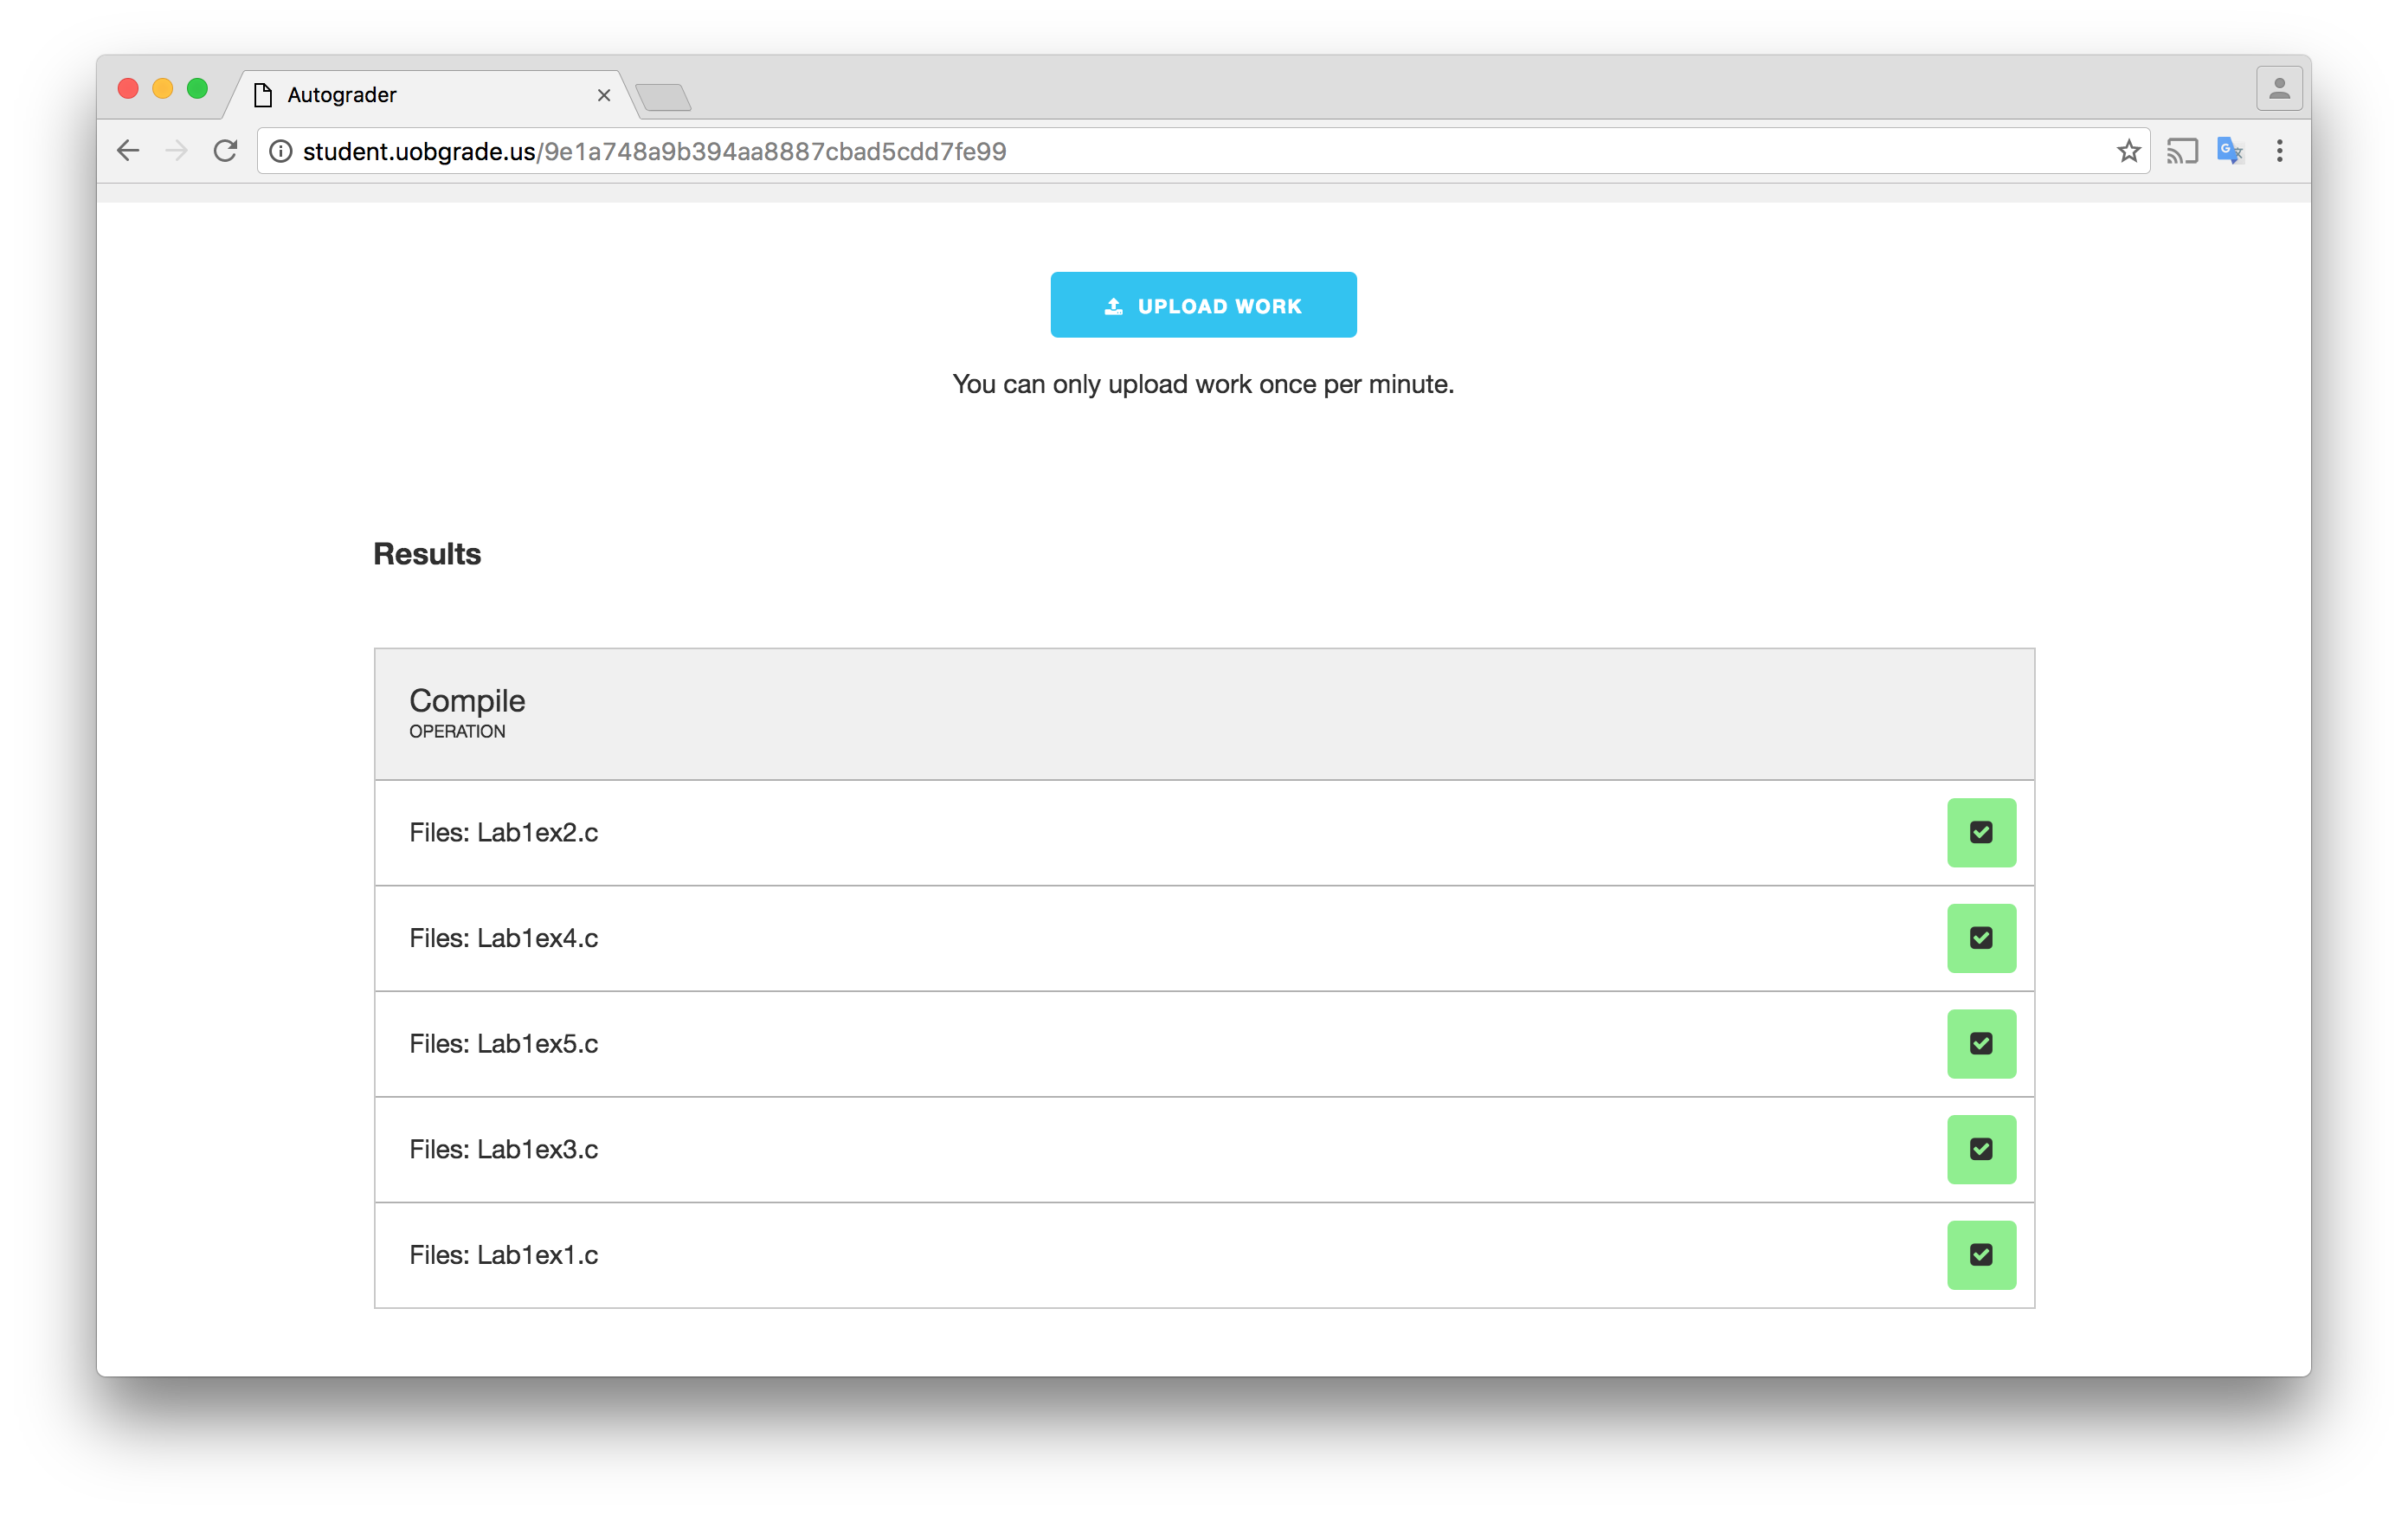 Autograder
student.uobgrade.us/9e1a748a9b394aa8887cbad5cdd7fe99
UPLOAD WORK
You can only upload work once per minute.
Results
Compile
OPERATION
Files: Lab1ex2.c
Files: Lab1ex4.c
Files: Lab1ex5.c
Files: Lab1ex3.c
Files: Lab1ex1.c